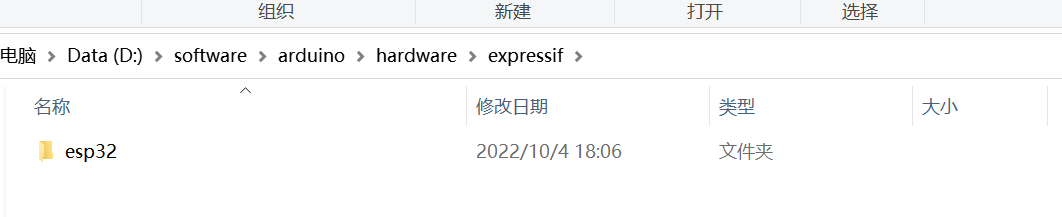 组织 新建 打开 选择
电脑 Data (D:) software arduino hardware expressif
名称 修改日期 类型 大小
esp32 2022/10/4 18:06 文件夹